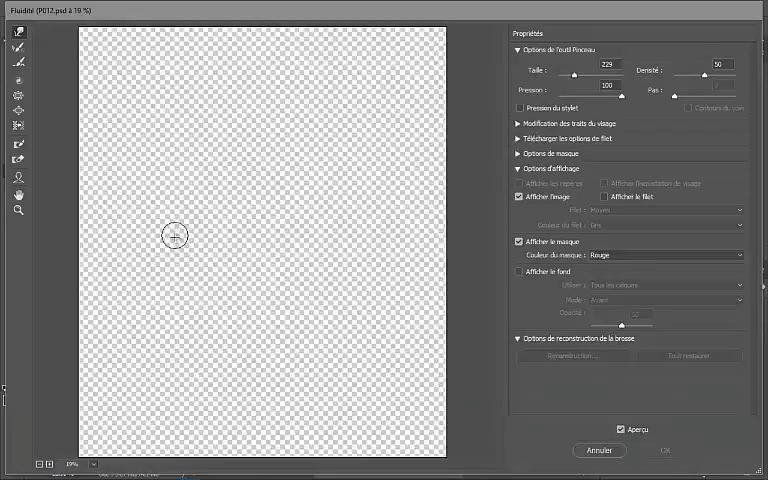 Fluidité (P012.psd à 19 %)
Propriétés
Options de l'outil Pinceau
Taille : 229 Densité : 50
Pression : 100 Pas :
Pression du stylet
Modification des traits du visage
Télécharger les options de filet
Options de masque
Options d'affichage
Afficher les repères
Afficher l'image Afficher le filet
Filet : Moyen
Couleur du filet : Gris
Afficher le masque
Couleur du masque : Rouge
Afficher le fond
Utiliser : Tous les calques
Mode : Avant
Opacité :
Options de reconstruction de la brosse
Reconstruction... Tout restaurer
Aperçu
Annuler OK
19%